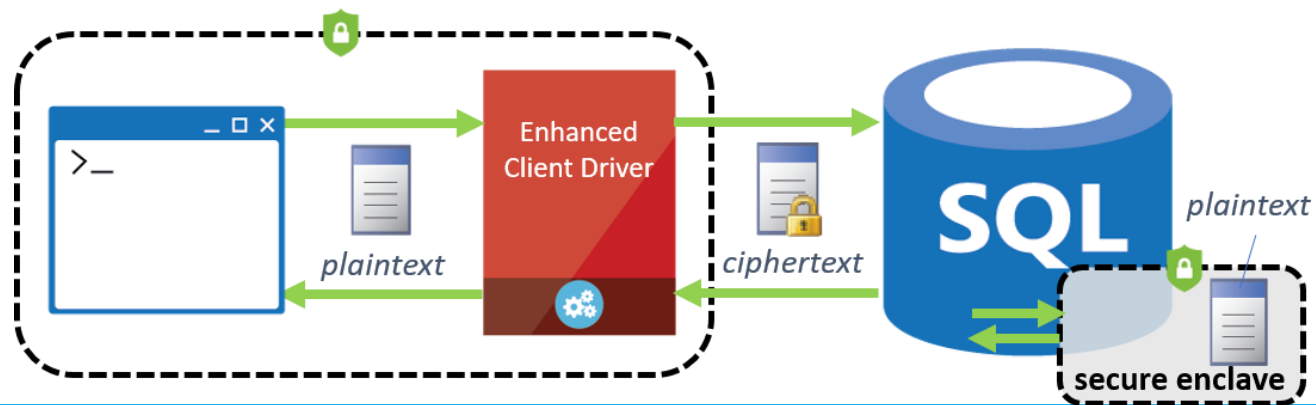 >_
Enhanced
Client Driver
plaintext
ciphertext
SQL
plaintext
secure enclave